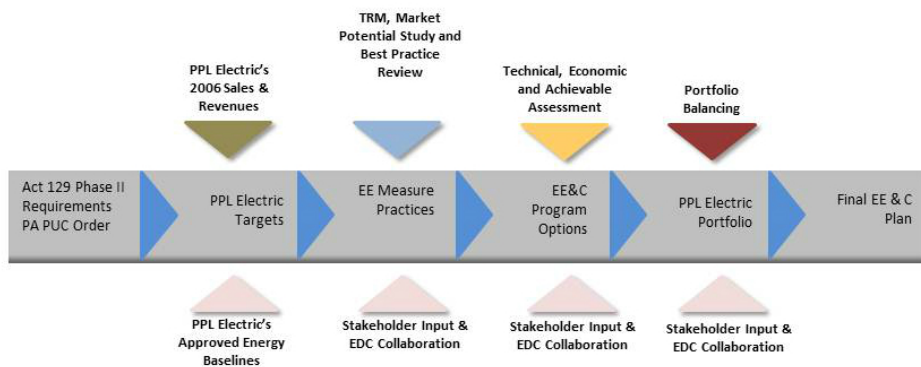 TRM, Market
Potential Study and
Best Practice
Review
PPL Electric's
2006 Sales &
Revenues
Technical, Economic
and Achievable
Assessment
Portfolio
Balancing
Act 129 Phase II
Requirements
PA PUC Order
PPL Electric
Targets
EE Measure
Practices
EE&C
Program
Options
PPL Electric
Portfolio
Final EE & C
Plan
PPL Electric's
Approved Energy
Baselines
Stakeholder Input &
EDC Collaboration
Stakeholder Input &
EDC Collaboration
Stakeholder Input &
EDC Collaboration